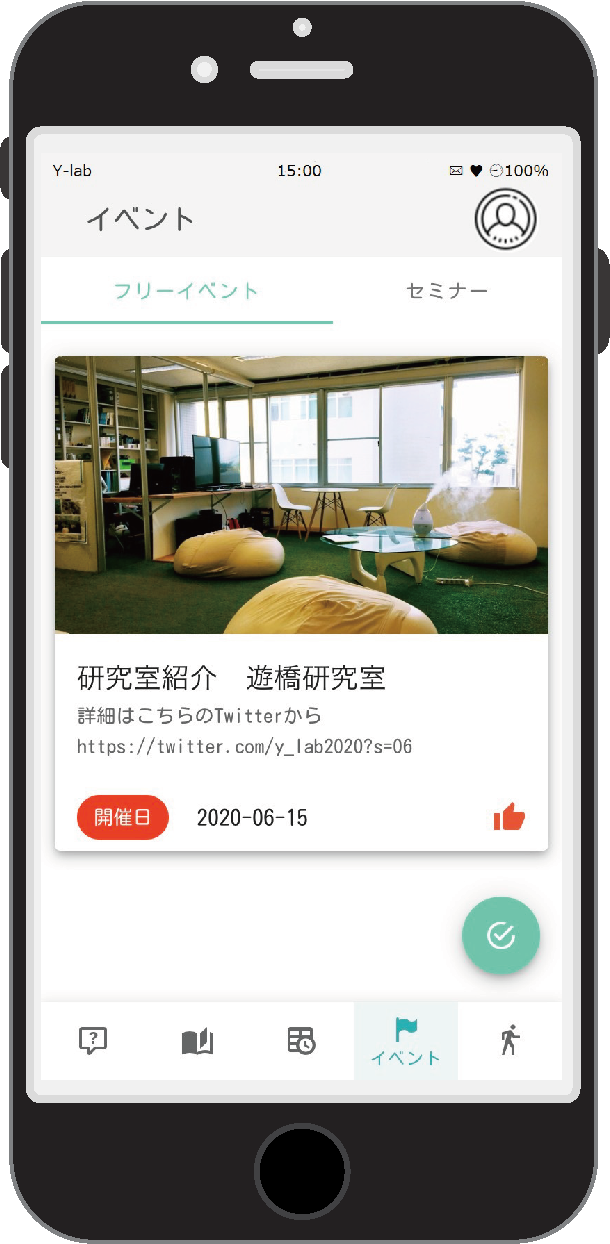 Y-lab 15:00 100%
イベント
フリーイベント セミナー
研究室紹介　遊橋研究室
詳細はこちらのTwitterから
https://twitter.com/y_lab2020?s=06
開催日 2020-06-15
?
イベント